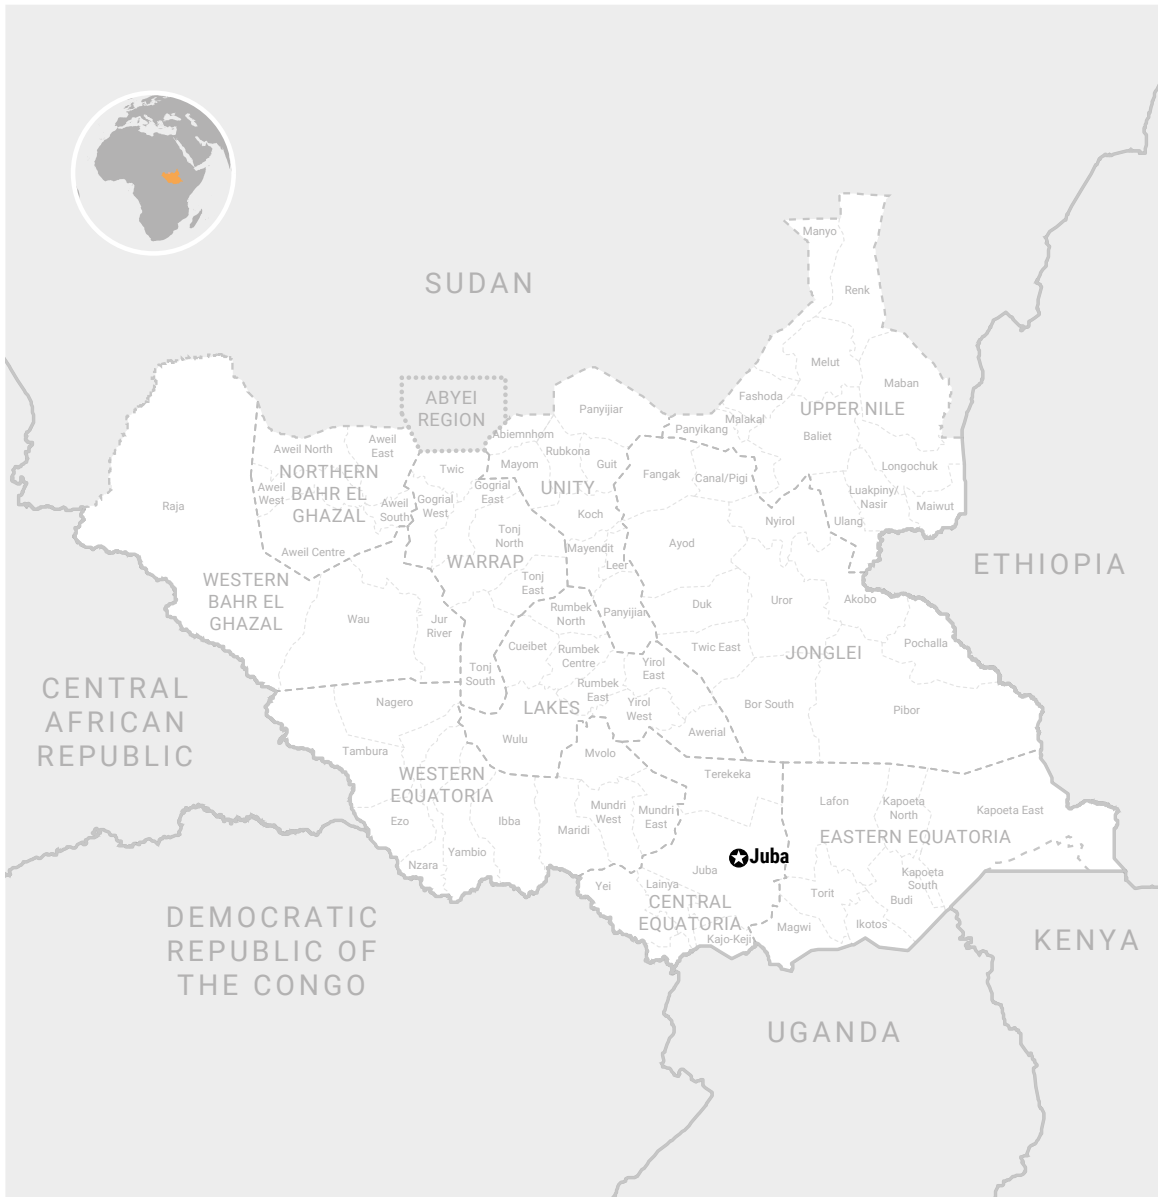 SUDAN
Manyo
Renk
Melut
Maban
Fashoda
UPPER NILE
Malakal
Panyikang
Baliet
Longochuk
Luakpiny/
Nasir
Maiwut
Ulang
ABYEI
REGION
Panyijiar
Abiemnhom
Rubkona
Mayom
Guit
UNITY
Koch
Mayendit
Leer
Panyijiar
Aweil North
Aweil
East
NORTHERN
BAHR EL
GHAZAL
Aweil
West
Aweil
South
Aweil Centre
Twic
Gogrial
West
Gogrial
East
Tonj
North
WARRAP
Tonj
East
Tonj
South
Raja
WESTERN
BAHR EL
GHAZAL
Wau
Jur
River
Fangak
Canal/Pigi
Nyirol
Ayod
Duk
Uror
Akobo
Twic East
JONGLEI
Pochalla
Bor South
Pibor
ETHIOPIA
Rumbek
North
Cueibet
Rumbek
Centre
Rumbek
East
Yirol
East
Yirol
West
LAKES
Wulu
Awerial
CENTRAL
AFRICAN
REPUBLIC
Nagero
Tambura
WESTERN
EQUATORIA
Mvolo
Ezo
Ibba
Maridi
Mundri
West
Mundri
East
Yambio
Nzara
Terekeka
Juba
Juba
Yei
Lainya
CENTRAL
EQUATORIA
Kajo-Keji
Lafon
Kapoeta
North
Kapoeta East
EASTERN EQUATORIA
Kapoeta
South
Torit
Budi
Ikotos
Magwi
DEMOCRATIC
REPUBLIC OF
THE CONGO
KENYA
UGANDA